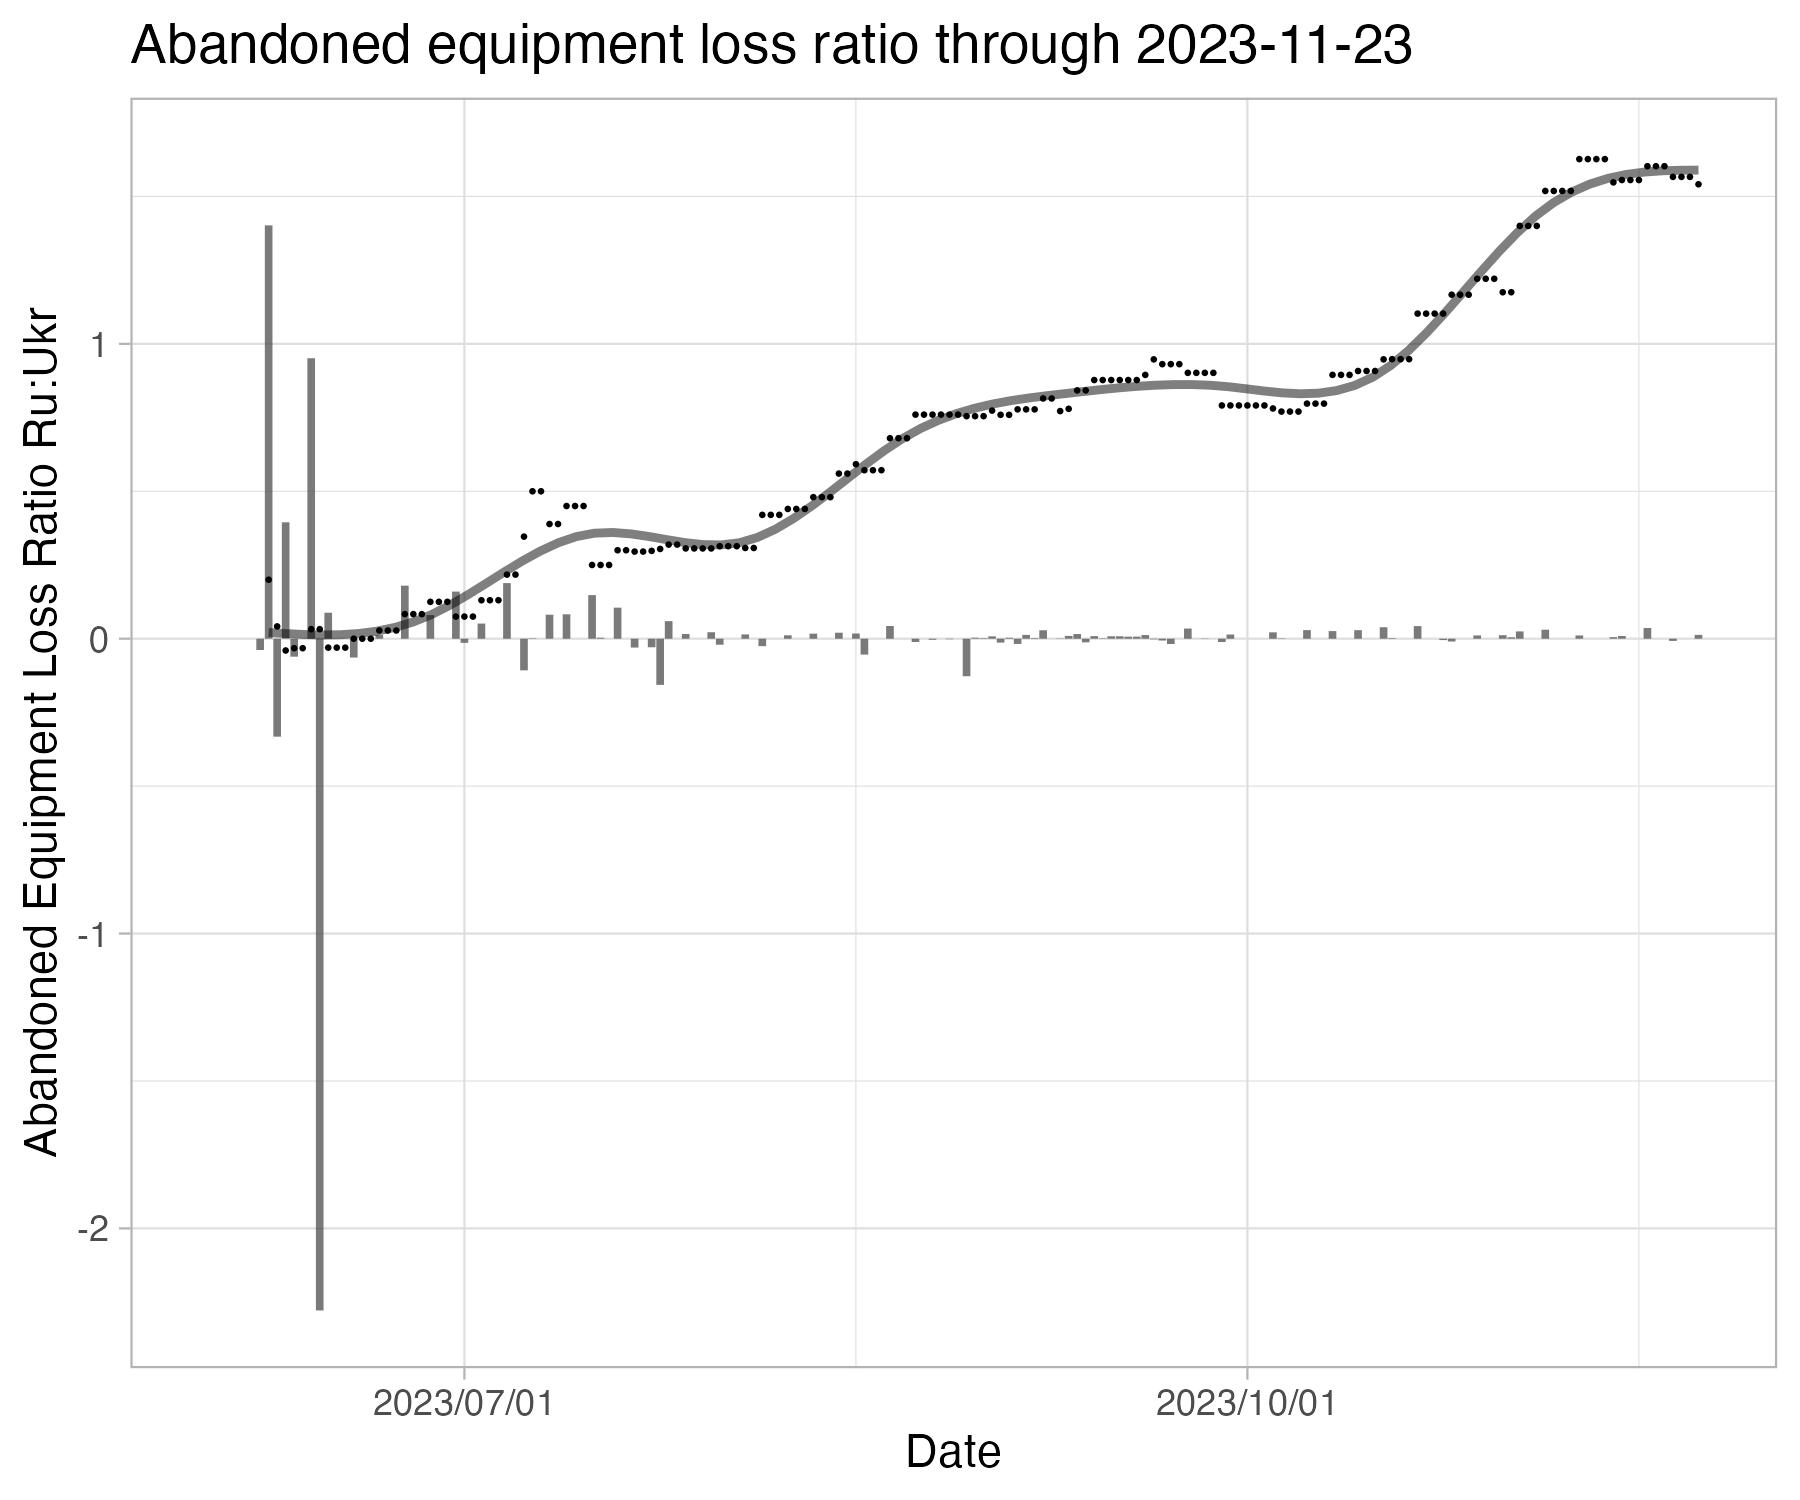 Abandoned equipment loss ratio through 2023-11-23
Abandoned Equipment Loss Ratio Ru:Ukr
1
0
-1
-2
2023/07/01
2023/10/01
Date